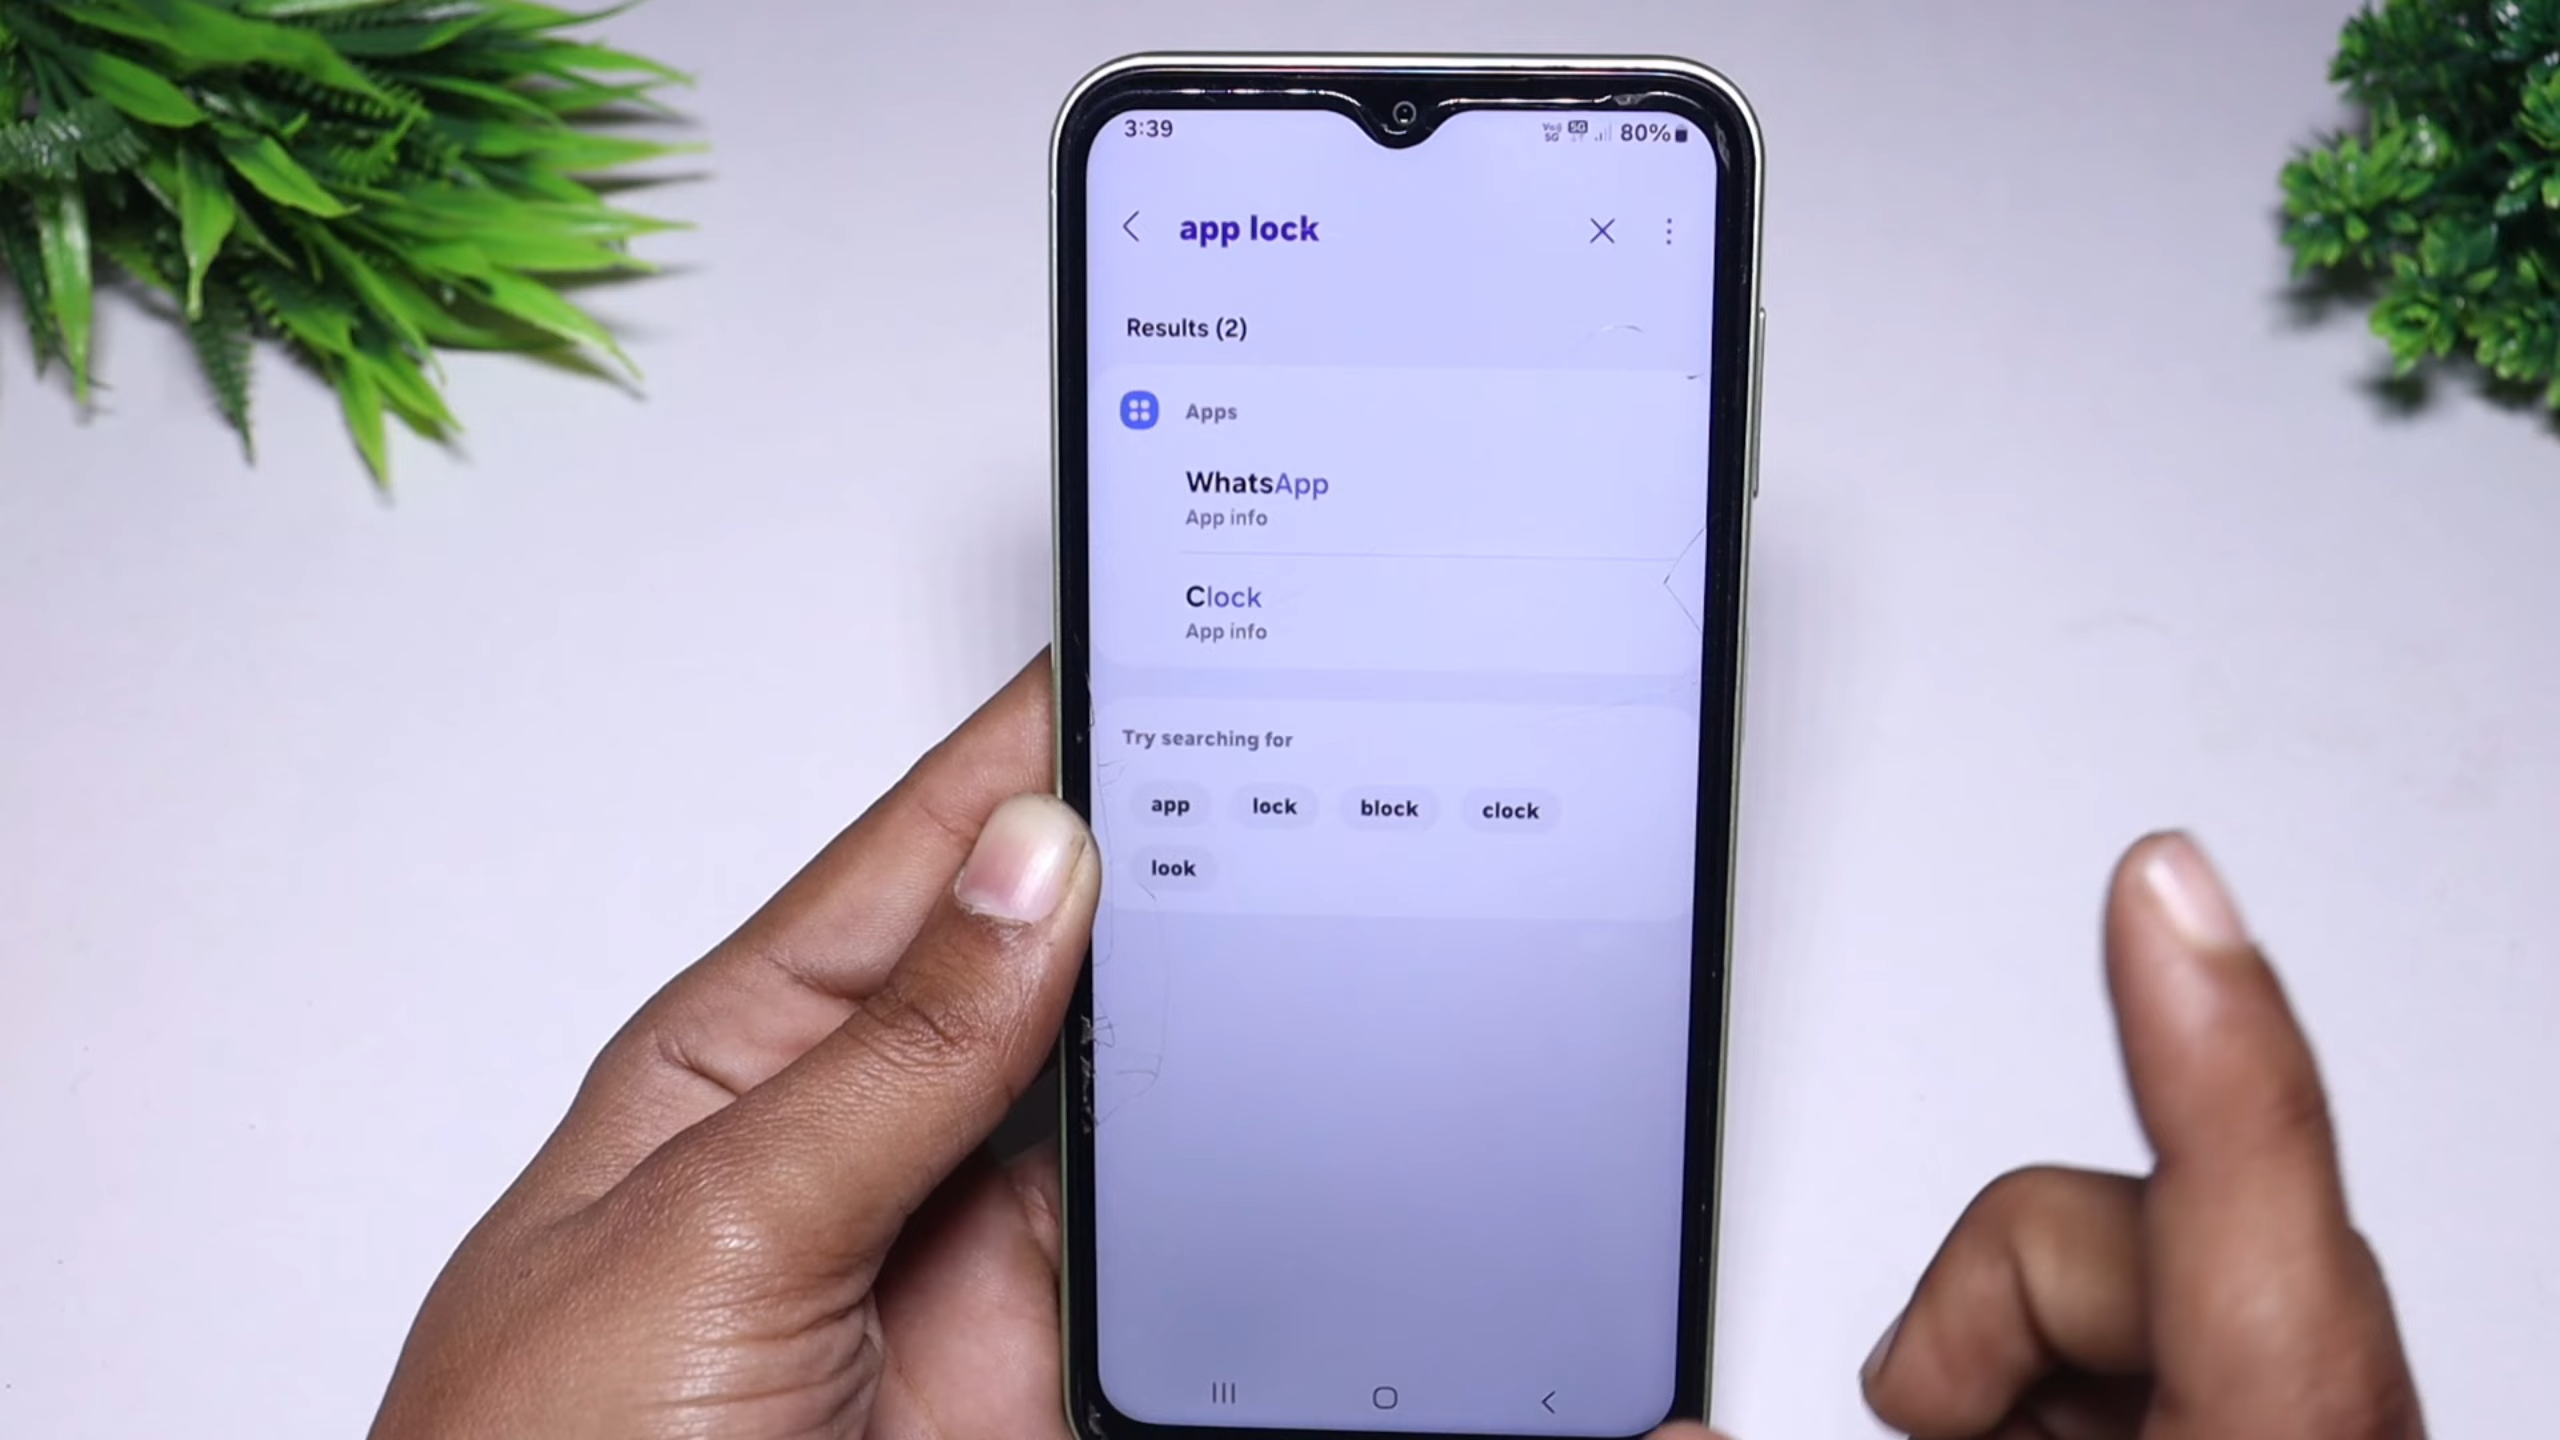 3:39
80%
app lock
Results (2)
Apps
WhatsApp
App info
Clock
App info
Try searching for
app lock block clock
look